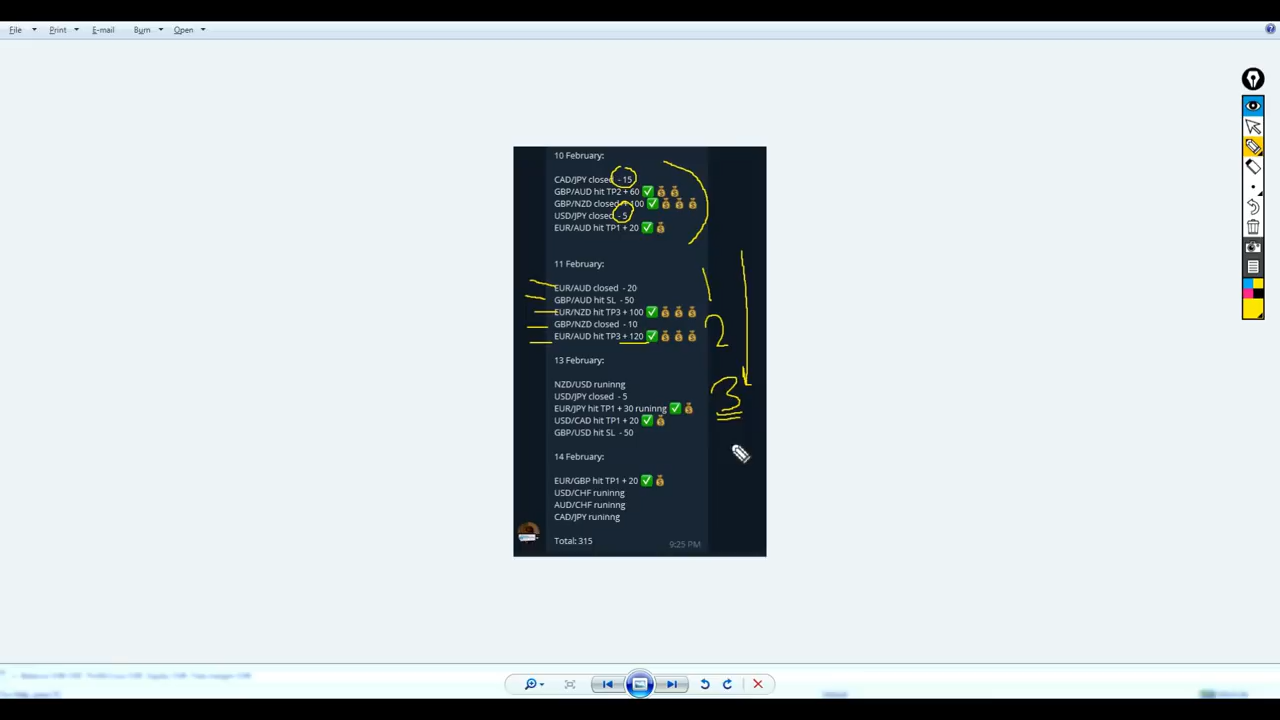 File Print E-mail Burn Open
10 February:
CAD/JPY closed - 15
GBP/AUD hit TP2 + 60
GBP/NZD closed + 100
USD/JPY closed - 5
EUR/AUD hit TP1 + 20
11 February:
EUR/AUD closed - 20
GBP/AUD hit SL - 50
EUR/NZD hit TP3 + 100
GBP/NZD closed - 10
EUR/AUD hit TP3 + 120
2
13 February:
NZD/USD runinng
USD/JPY closed - 5
3
EUR/JPY hit TP1 + 30 runinng
USD/CAD hit TP1 + 20
GBP/USD hit SL - 50
14 February:
EUR/GBP hit TP1 + 20
USD/CHF runinng
AUD/CHF runinng
CAD/JPY runinng
Total: 315
9:25 PM